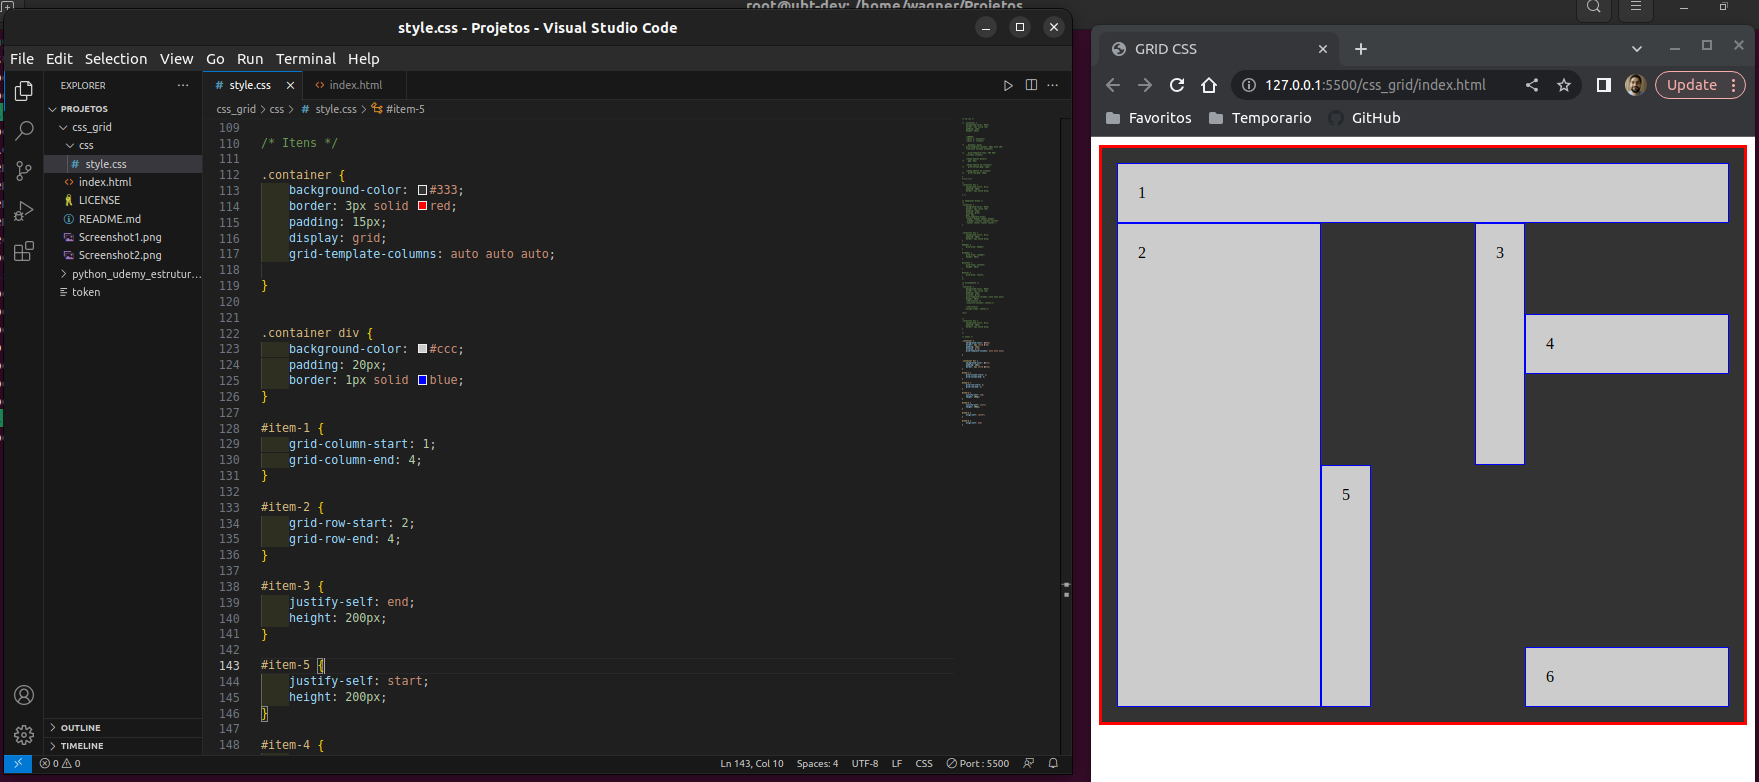 root@ubt-dev: /home/wagner/Projetos
style.css - Projetos - Visual Studio Code
File Edit Selection View Go Run Terminal Help
EXPLORER
PROJETOS
css_grid
css
# style.css
<> index.html
LICENSE
README.md
Screenshot1.png
Screenshot2.png
python_udemy_estrutur...
token
OUTLINE
TIMELINE
# style.css
<> index.html
css_grid > css > # style.css > #item-5
109
110 /* Itens */
111
112 .container {
113 background-color: #333;
114 border: 3px solid red;
115 padding: 15px;
116 display: grid;
117 grid-template-columns: auto auto auto;
118
119 }
120
121
122 .container div {
123 background-color: #ccc;
124 padding: 20px;
125 border: 1px solid blue;
126 }
127
128 #item-1 {
129 grid-column-start: 1;
130 grid-column-end: 4;
131 }
132
133 #item-2 {
134 grid-row-start: 2;
135 grid-row-end: 4;
136 }
137
138 #item-3 {
139 justify-self: end;
140 height: 200px;
141 }
142
143 #item-5 {
144 justify-self: start;
145 height: 200px;
146 }
147
148 #item-4 {
0 0
Ln 143, Col 10 Spaces: 4 UTF-8 LF CSS Port : 5500
GRID CSS
127.0.0.1:5500/css_grid/index.html
Update
Favoritos Temporario GitHub
1
2
3
4
5
6